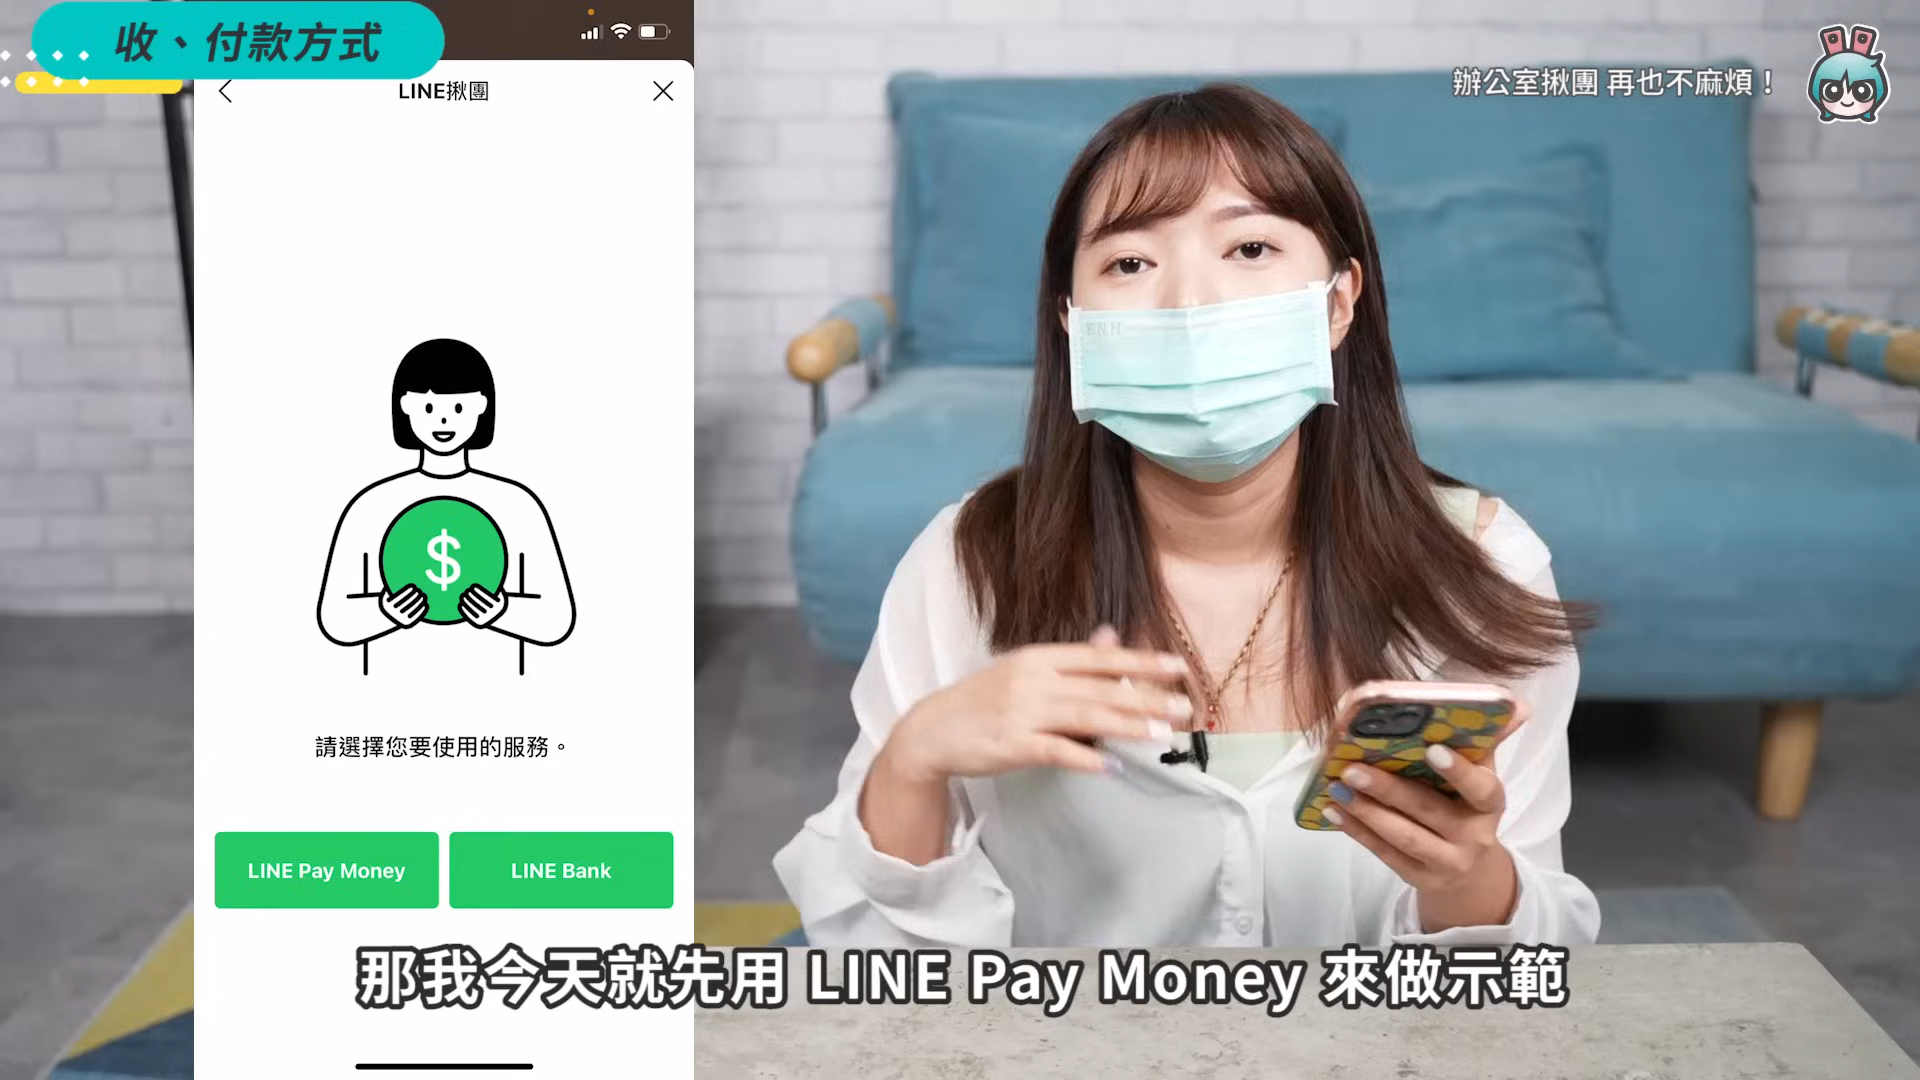 收、付款方式
LINE揪團
辦公室揪團 再也不麻煩！
KNH
$
請選擇您要使用的服務。
LINE Pay Money
LINE Bank
那我今天就先用 LINE Pay Money 來做示範